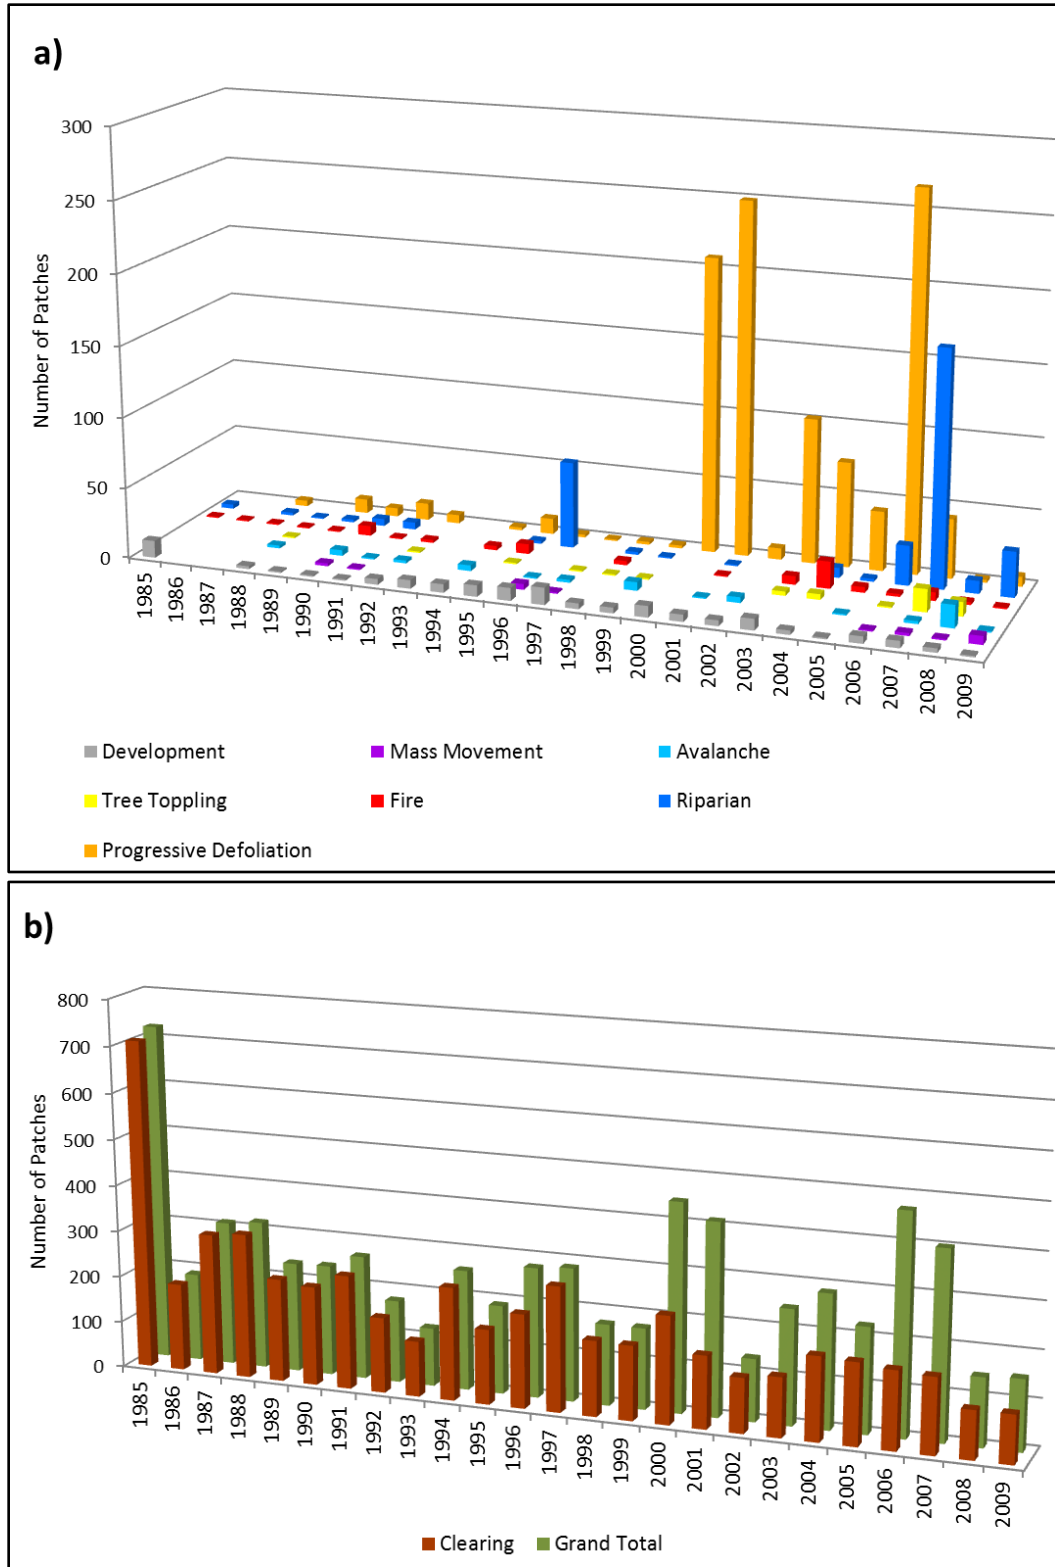 a)
300
250
200
150
100
50
0
Number of Patches
1985 1986 1987 1988 1989 1990 1991 1992 1993 1994 1995 1996 1997 1998 1999 2000 2001 2002 2003 2004 2005 2006 2007 2008 2009
Development Mass Movement Avalanche
Tree Toppling Fire Riparian
Progressive Defoliation
b)
800
700
600
500
400
300
200
100
0
Number of Patches
1985 1986 1987 1988 1989 1990 1991 1992 1993 1994 1995 1996 1997 1998 1999 2000 2001 2002 2003 2004 2005 2006 2007 2008 2009
Clearing Grand Total